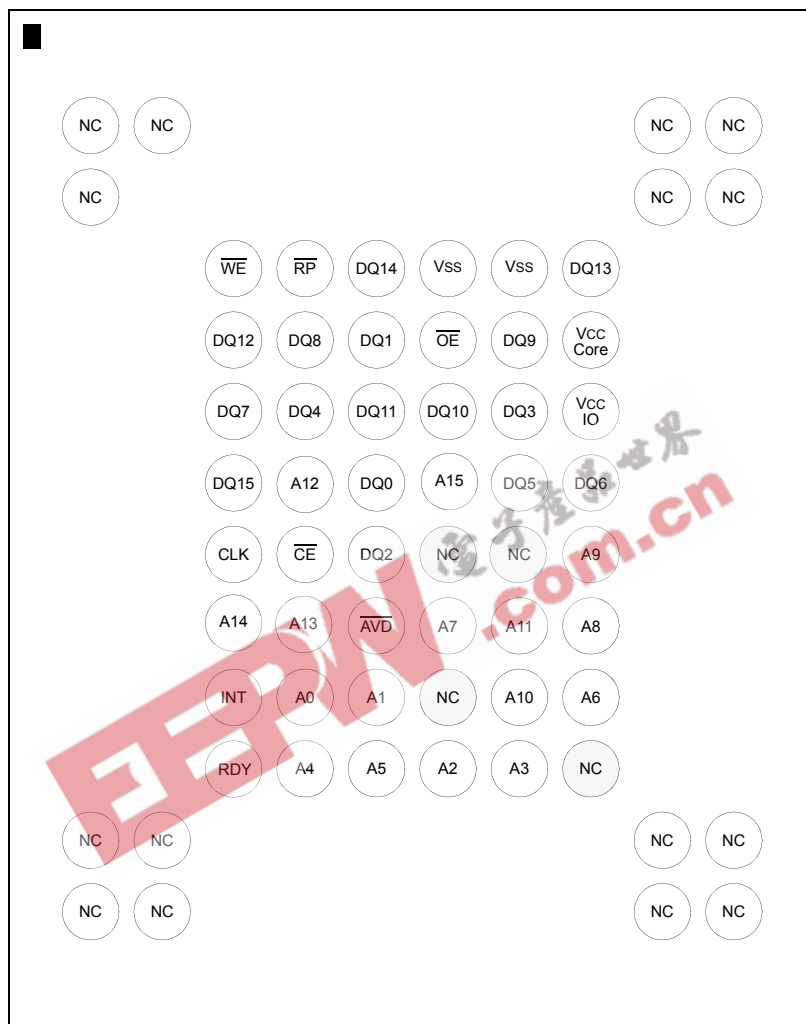 NC NC NC NC
NC NC NC
WE RP DQ14 VSS VSS DQ13
DQ12 DQ8 DQ1 OE DQ9 VCC Core
DQ7 DQ4 DQ11 DQ10 DQ3 VCC IO
DQ15 A12 DQ0 A15 DQ5 DQ6
CLK CE DQ2 NC NC A9
A14 A13 AVD A7 A11 A8
INT A0 A1 NC A10 A6
RDY A4 A5 A2 A3 NC
NC NC NC NC
NC NC NC NC
EEPW.com.cn
電子產品世界